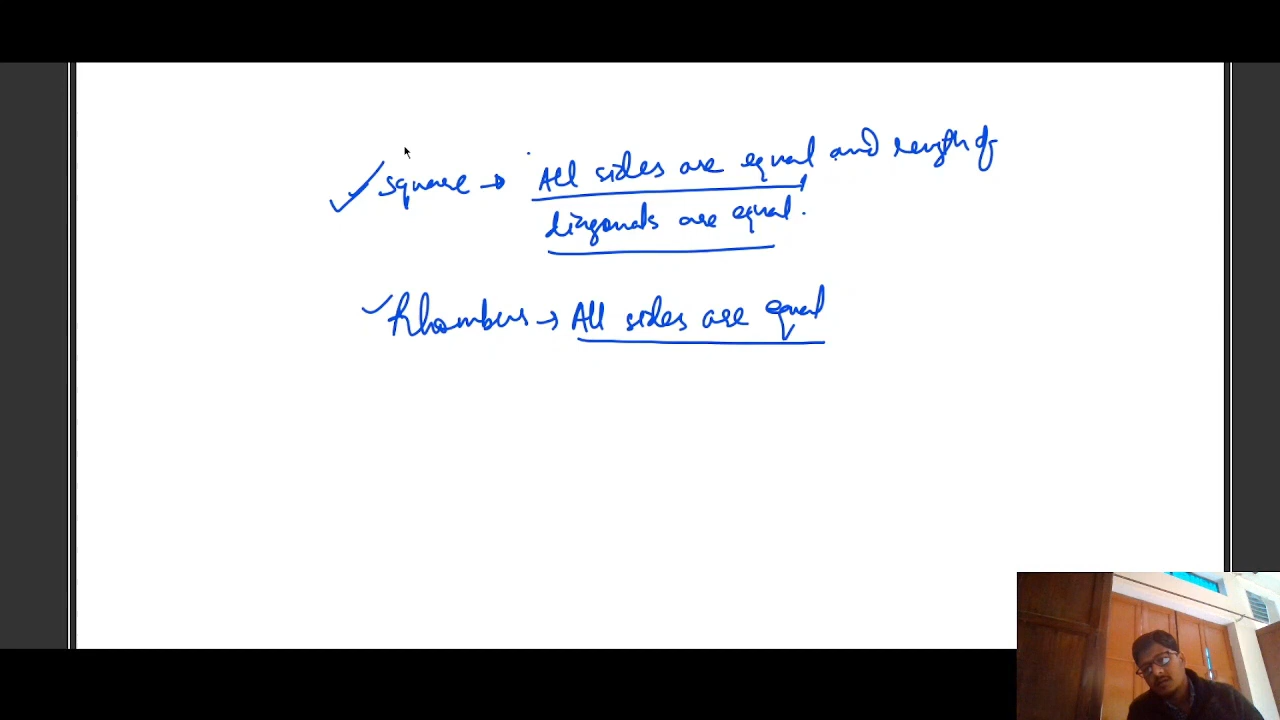 square → All sides are equal and length of
diagonals are equal.
Rhombus → All sides are equal